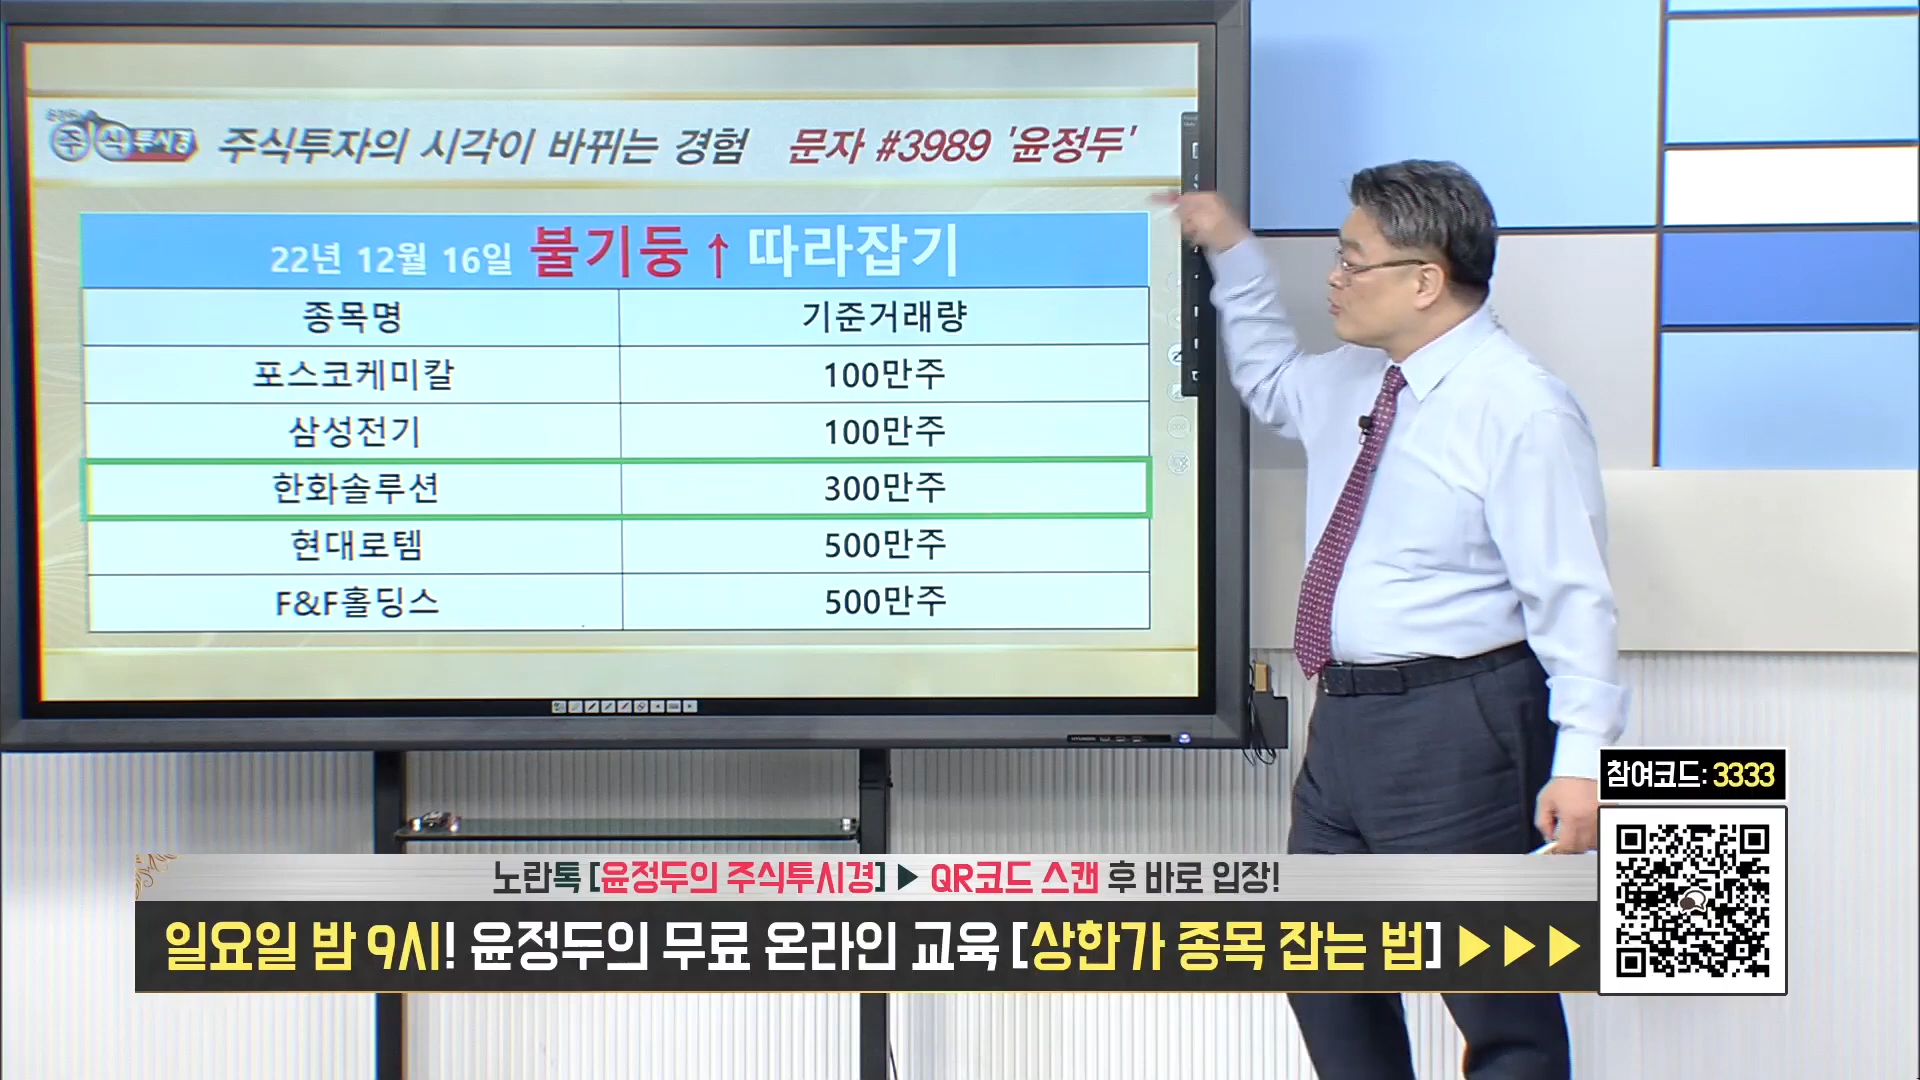 주식투시경 주식투자의 시각이 바뀌는 경험 문자 #3989 '윤정두'
22년 12월 16일 불기둥↑ 따라잡기
종목명 기준거래량
포스코케미칼 100만주
삼성전기 100만주
한화솔루션 300만주
현대로템 500만주
F&F홀딩스 500만주
참여코드: 3333
노란톡 [윤정두의 주식투시경] ▶ QR코드 스캔 후 바로 입장!
일요일 밤 9시! 윤정두의 무료 온라인 교육 [상한가 종목 잡는 법] ▶▶▶